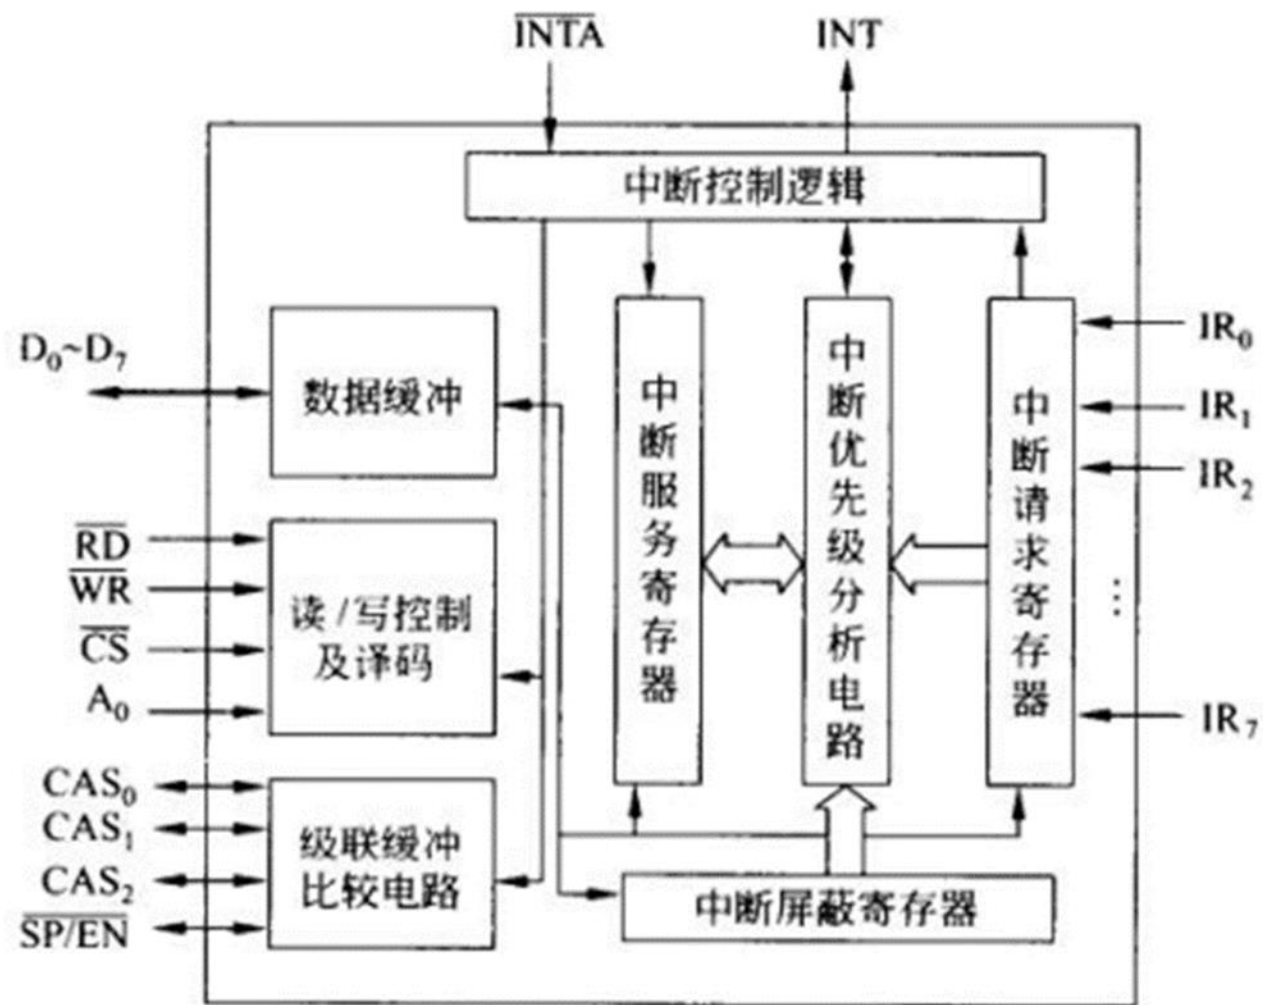 INTA
INT
中断控制逻辑
D₀~D₇
数据缓冲
中断服务寄存器
中断优先级分析电路
中断请求寄存器
IR₀
IR₁
IR₂
⋮
IR₇
RD
WR
CS
A₀
读/写控制
及译码
CAS₀
CAS₁
CAS₂
SP/EN
级联缓冲
比较电路
中断屏蔽寄存器